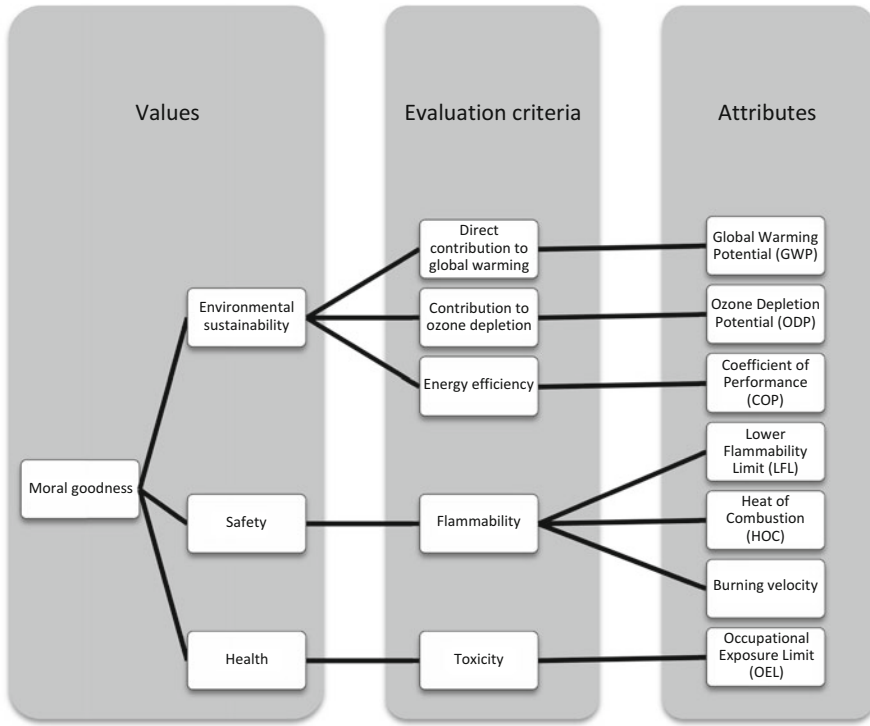 Values
Evaluation criteria
Attributes
Moral goodness
Environmental
sustainability
Safety
Health
Direct
contribution to
global warming
Contribution to
ozone depletion
Energy efficiency
Flammability
Toxicity
Global Warming
Potential (GWP)
Ozone Depletion
Potential (ODP)
Coefficient of
Performance
(COP)
Lower
Flammability
Limit (LFL)
Heat of
Combustion
(HOC)
Burning velocity
Occupational
Exposure Limit
(OEL)